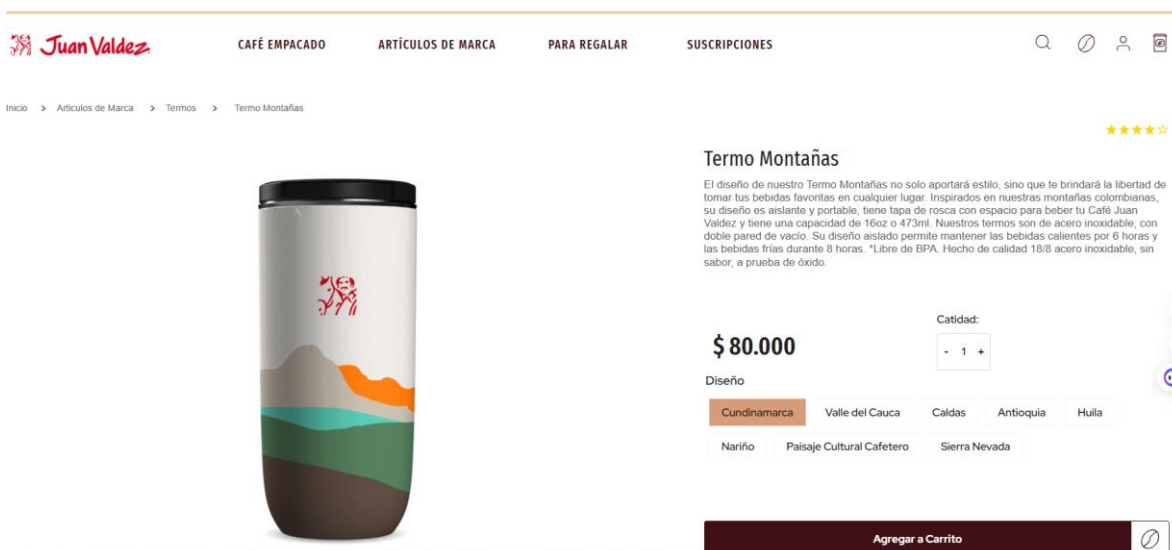 Juan Valdez
CAFÉ EMPACADO
ARTÍCULOS DE MARCA
PARA REGALAR
SUSCRIPCIONES
Inicio > Articulos de Marca > Termos > Termo Montañas
Termo Montañas
El diseño de nuestro Termo Montañas no solo aportará estilo, sino que te brindará la libertad de
tomar tus bebidas favoritas en cualquier lugar. Inspirados en nuestras montañas colombianas,
su diseño es aislante y portable, tiene tapa de rosca con espacio para beber tu Café Juan
Valdez y tiene una capacidad de 16oz o 473ml. Nuestros termos son de acero inoxidable, con
doble pared de vacío. Su diseño aislado permite mantener las bebidas calientes por 6 horas y
las bebidas frías durante 8 horas. *Libre de BPA. Hecho de calidad 18/8 acero inoxidable, sin
sabor, a prueba de óxido.
Catidad:
$ 80.000
- 1 +
Diseño
Cundinamarca
Valle del Cauca
Caldas
Antioquia
Huila
Nariño
Paisaje Cultural Cafetero
Sierra Nevada
Agregar a Carrito